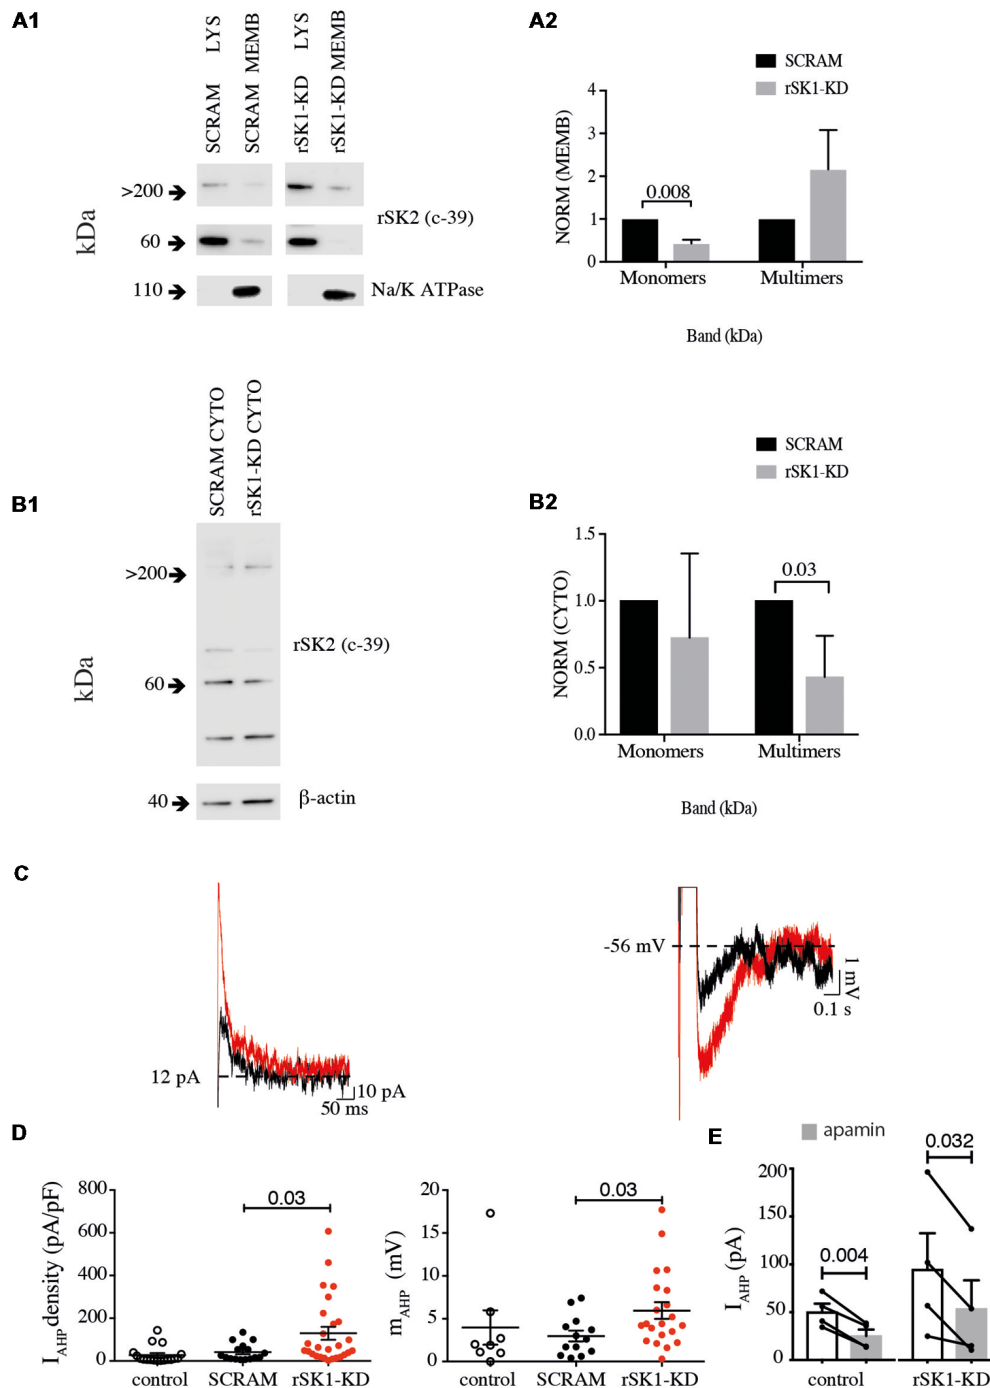 A1
SCRAM LYS
SCRAM MEMB
rSK1-KD LYS
rSK1-KD MEMB
kDa
>200
60
110
rSK2 (c-39)
Na/K ATPase
A2
SCRAM
rSK1-KD
NORM (MEMB)
4
3
2
1
0
0.008
Monomers
Multimers
Band (kDa)
B1
SCRAM CYTO
rSK1-KD CYTO
kDa
>200
60
40
rSK2 (c-39)
β-actin
B2
SCRAM
rSK1-KD
NORM (CYTO)
1.5
1.0
0.5
0.0
0.03
Monomers
Multimers
Band (kDa)
C
12 pA
10 pA
50 ms
-56 mV
1 mV
0.1 s
D
I AHP density (pA/pF)
800
600
400
200
0
0.03
control
SCRAM
rSK1-KD
mAHP (mV)
20
15
10
5
0
0.03
control
SCRAM
rSK1-KD
E
apamin
IAHP (pA)
200
150
100
50
0
0.004
0.032
control
rSK1-KD